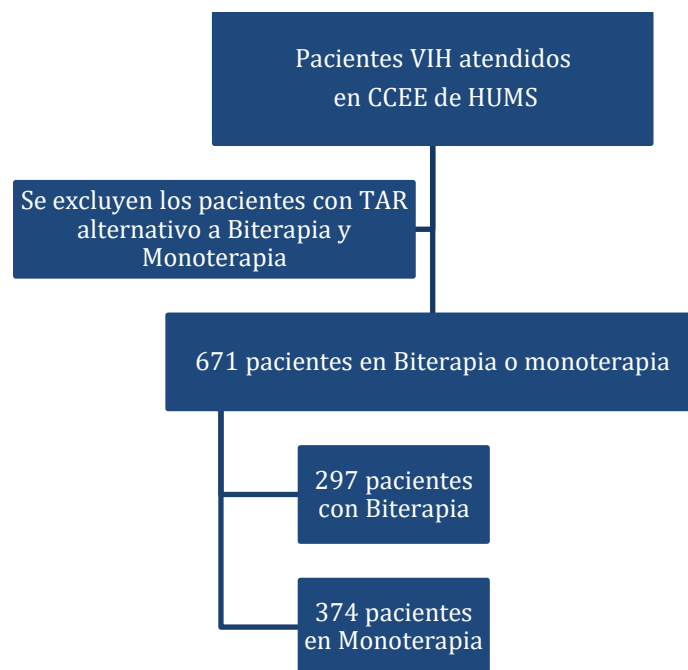 Pacientes VIH atendidos
en CCEE de HUMS
Se excluyen los pacientes con TAR
alternativo a Biterapia y
Monoterapia
671 pacientes en Biterapia o monoterapia
297 pacientes
con Biterapia
374 pacientes
en Monoterapia